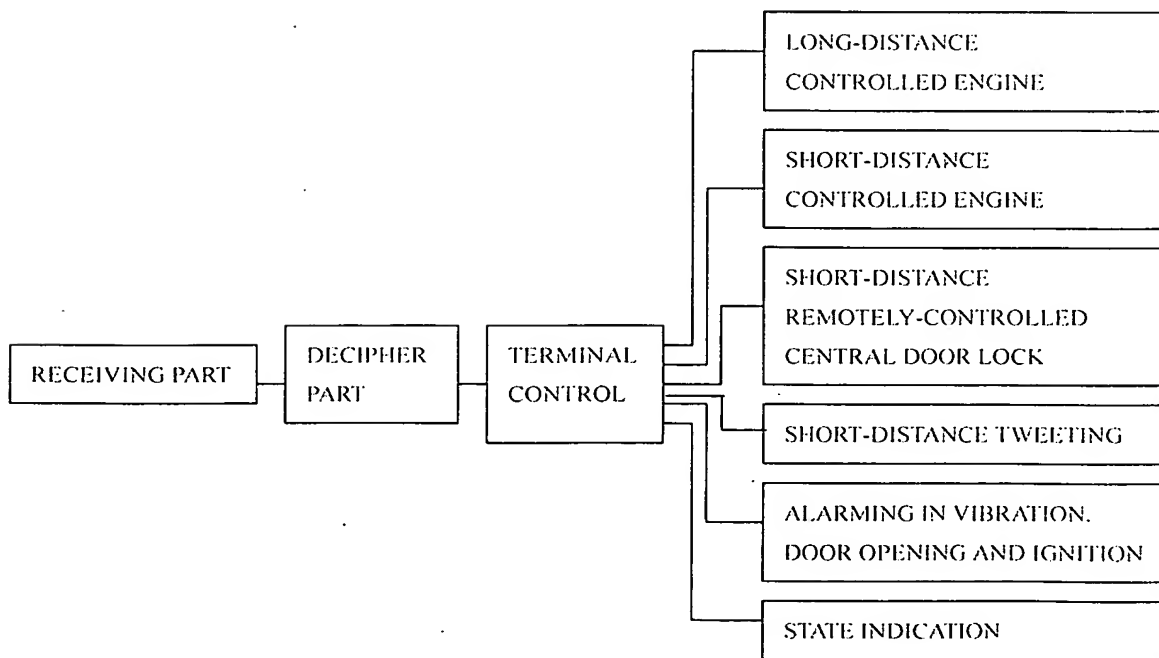 LONG-DISTANCE
CONTROLLED ENGINE
SHORT-DISTANCE
CONTROLLED ENGINE
SHORT-DISTANCE
REMOTELY-CONTROLLED
CENTRAL DOOR LOCK
RECEIVING PART
DECIPHER
PART
TERMINAL
CONTROL
SHORT-DISTANCE TWEETING
ALARMING IN VIBRATION.
DOOR OPENING AND IGNITION
STATE INDICATION